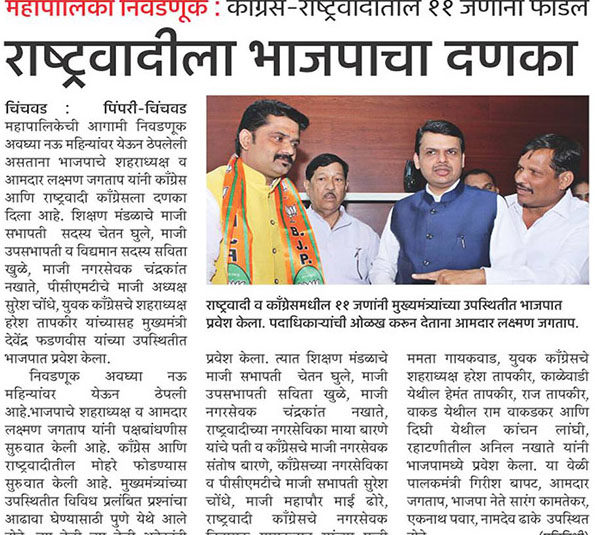 महापालिका निवडणूक : काँग्रेस-राष्ट्रवादीतील ११ जणांना फोडले
राष्ट्रवादीला भाजपाचा दणका
चिंचवड : पिंपरी-चिंचवड
महापालिकेची आगामी निवडणूक
अवघ्या नऊ महिन्यांवर येऊन ठेपलेली
असताना भाजपाचे शहराध्यक्ष व
आमदार लक्ष्मण जगताप यांनी काँग्रेस
आणि राष्ट्रवादी काँग्रेसला दणका
दिला आहे. शिक्षण मंडळाचे माजी
सभापती सदस्य चेतन घुले, माजी
उपसभापती व विद्यमान सदस्य सविता
खुळे, माजी नगरसेवक चंद्रकांत
नखाते, पीसीएमटीचे माजी अध्यक्ष
सुरेश चोंधे, युवक काँग्रेसचे शहराध्यक्ष
हरेश तापकीर यांच्यासह मुख्यमंत्री
देवेंद्र फडणवीस यांच्या उपस्थितीत
भाजपात प्रवेश केला.
निवडणूक अवघ्या नऊ
महिन्यांवर येऊन ठेपली
आहे.भाजपाचे शहराध्यक्ष व आमदार
लक्ष्मण जगताप यांनी पक्षबांधणीस
सुरुवात केली आहे. काँग्रेस आणि
राष्ट्रवादीतील मोहरे फोडण्यास
सुरुवात केली आहे. मुख्यमंत्र्यांच्या
उपस्थितीत विविध प्रलंबित प्रश्नांचा
आढावा घेण्यासाठी पुणे येथे आले
B.J.P.
राष्ट्रवादी व काँग्रेसमधील ११ जणांनी मुख्यमंत्र्यांच्या उपस्थितीत भाजपात
प्रवेश केला. पदाधिकाऱ्यांची ओळख करुन देताना आमदार लक्ष्मण जगताप.
प्रवेश केला. त्यात शिक्षण मंडळाचे
माजी सभापती चेतन घुले, माजी
उपसभापती सविता खुळे, माजी
नगरसेवक चंद्रकांत नखाते,
राष्ट्रवादीच्या नगरसेविका माया बारणे
यांचे पती व काँग्रेसचे माजी नगरसेवक
संतोष बारणे, काँग्रेसच्या नगरसेविका
व पीसीएमटीचे माजी सभापती सुरेश
चोंधे, माजी महापौर माई ढोरे,
राष्ट्रवादी काँग्रेसचे नगरसेवक
ममता गायकवाड, युवक काँग्रेसचे
शहराध्यक्ष हरेश तापकीर, काळेवाडी
येथील हेमंत तापकीर, राज तापकीर,
वाकड येथील राम वाकडकर आणि
दिघी येथील कांचन लांघी,
रहाटणीतील अनिल नखाते यांनी
भाजपामध्ये प्रवेश केला. या वेळी
पालकमंत्री गिरीश बापट, आमदार
जगताप, भाजपा नेते सारंग कामतेकर,
एकनाथ पवार, नामदेव ढाके उपस्थित